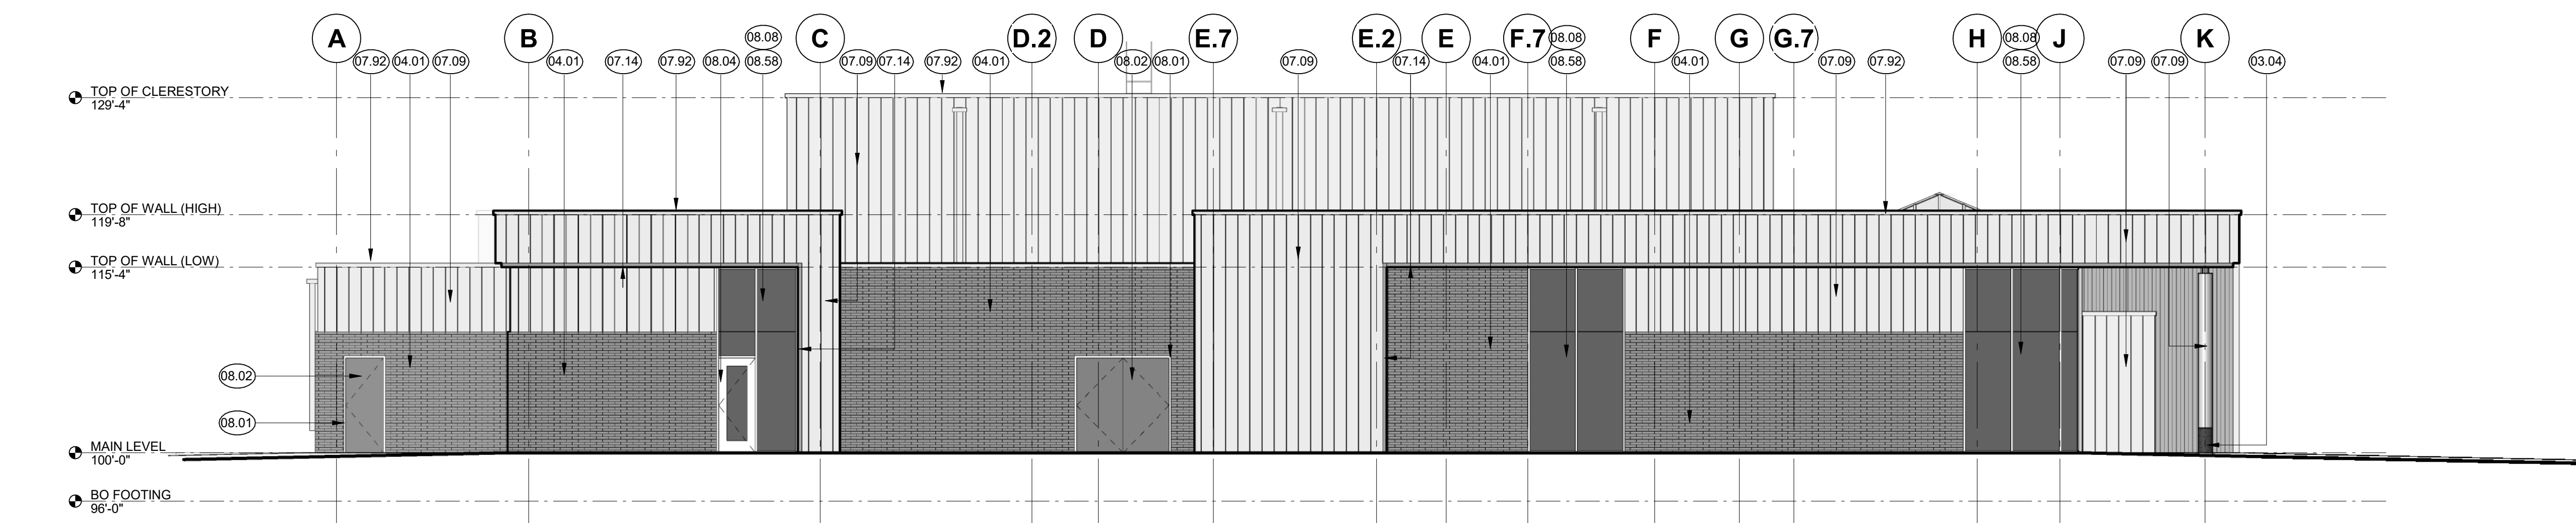 A
B
C
D.2
D
E.7
E.2
E
F.7
F
G
G.7
H
J
K
08.08
08.08
08.08
07.92
04.01
07.09
04.01
07.14
07.92
08.04
08.58
07.09
07.14
07.92
04.01
08.02
08.01
07.09
07.14
04.01
08.58
04.01
07.09
07.92
08.58
07.09
07.09
03.04
TOP OF CLERESTORY
129'-4"
TOP OF WALL (HIGH)
119'-8"
TOP OF WALL (LOW)
115'-4"
08.02
08.01
MAIN LEVEL
100'-0"
BO FOOTING
96'-0"